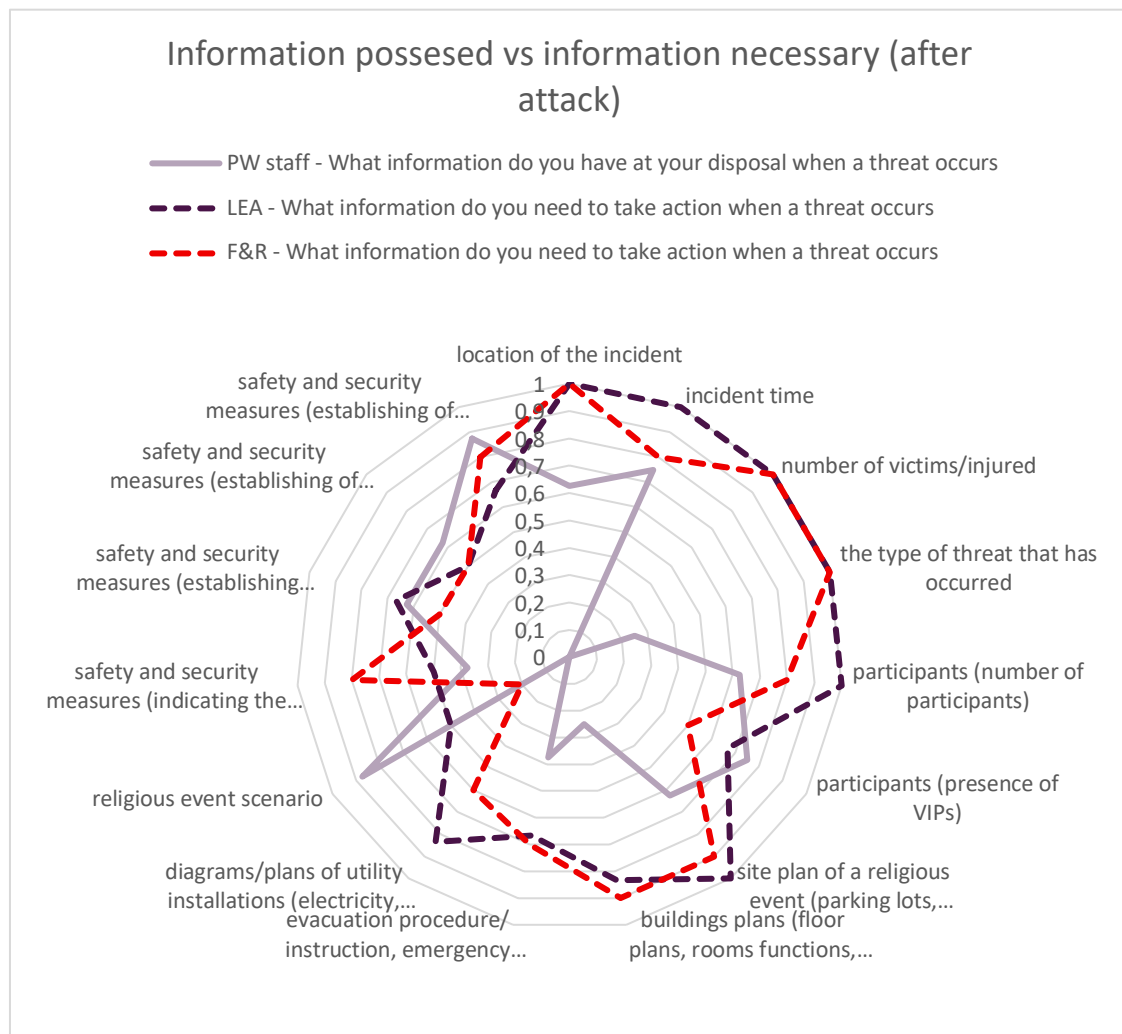 Information possesed vs information necessary (after
attack)
PW staff - What information do you have at your disposal when a threat occurs
LEA - What information do you need to take action when a threat occurs
F&R - What information do you need to take action when a threat occurs
location of the incident
incident time
number of victims/injured
the type of threat that has
occurred
participants (number of
participants)
participants (presence of
VIPs)
site plan of a religious
event (parking lots,...
buildings plans (floor
plans, rooms functions,...
evacuation procedure/
instruction, emergency...
diagrams/plans of utility
installations (electricity,...
religious event scenario
safety and security
measures (indicating the...
safety and security
measures (establishing...
safety and security
measures (establishing of...
safety and security
measures (establishing of...
1
0,9
0,8
0,7
0,6
0,5
0,4
0,3
0,2
0,1
0